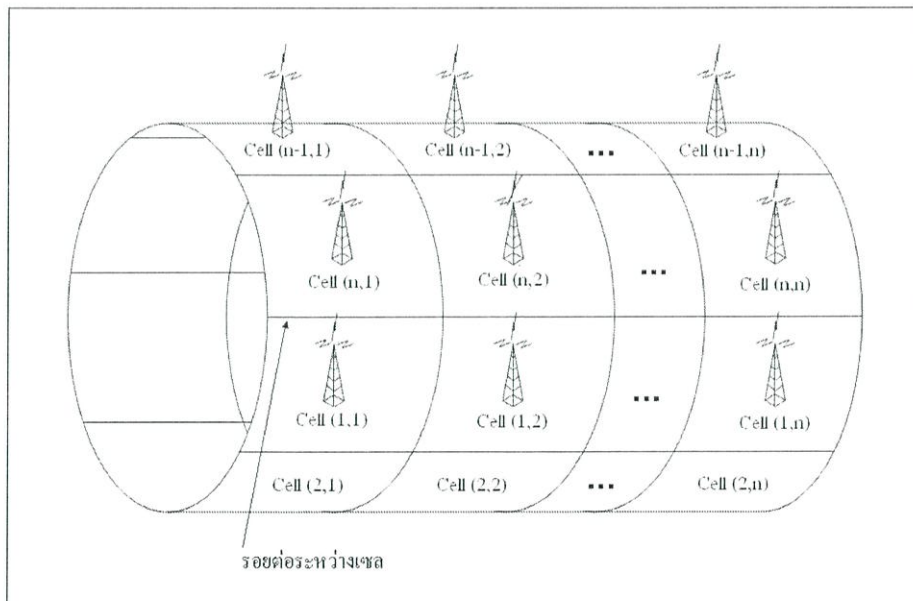 Cell (n-1,1) Cell (n-1,2) ... Cell (n-1,n)
Cell (n,1) Cell (n,2) ... Cell (n,n)
Cell (1,1) Cell (1,2) ... Cell (1,n)
Cell (2,1) Cell (2,2) ... Cell (2,n)
รอยต่อระหว่างเซล